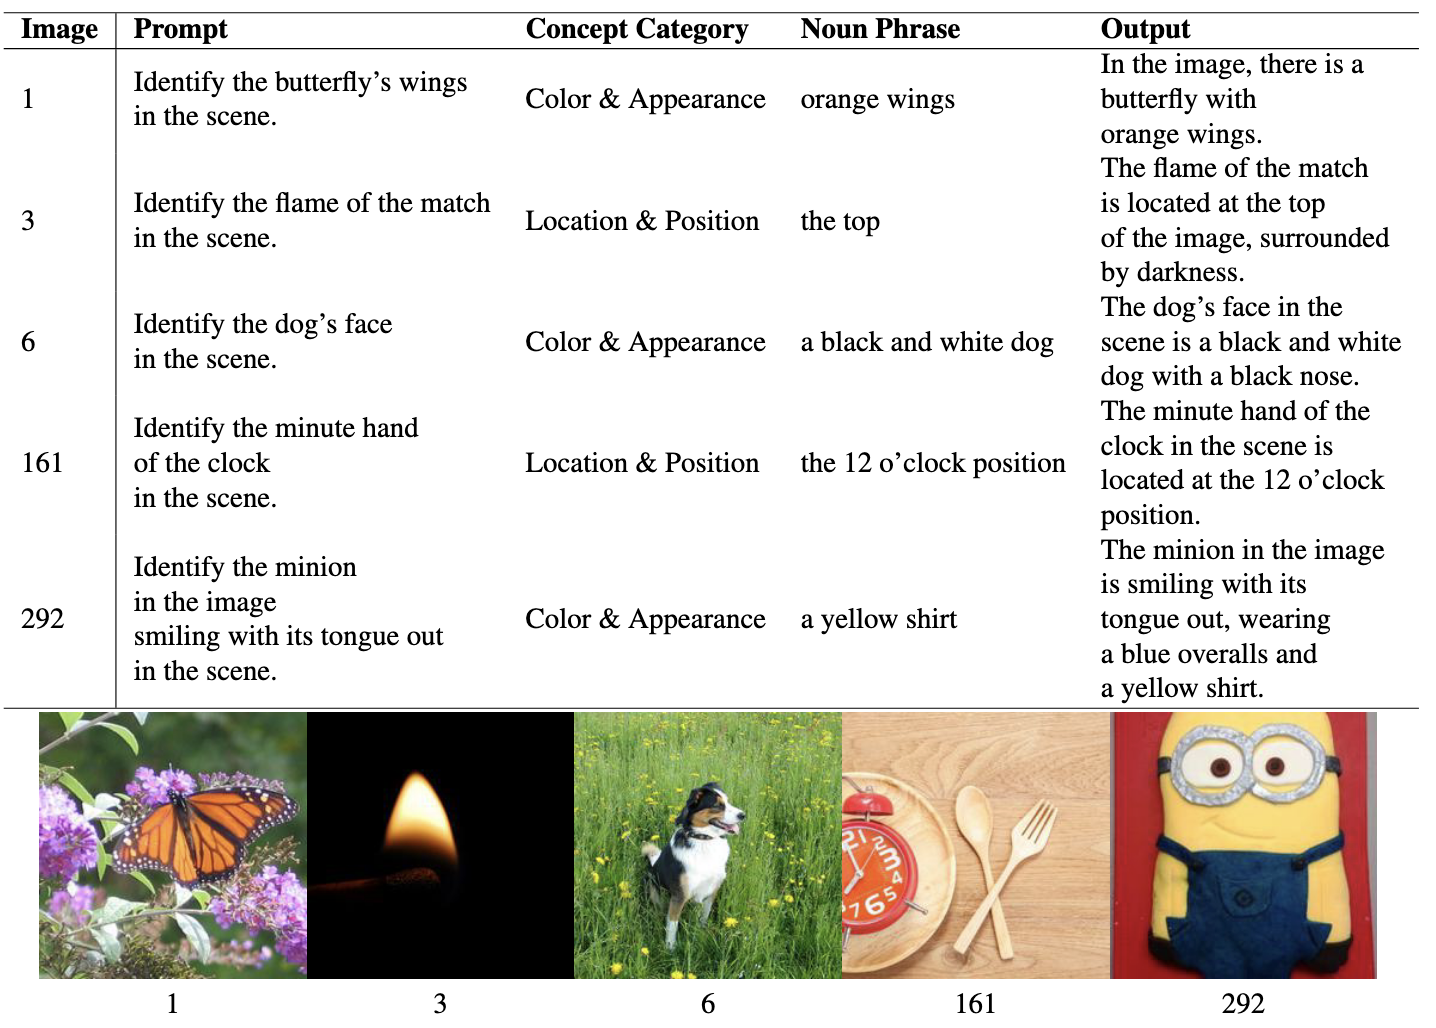 Image Prompt Concept Category Noun Phrase Output
1
Identify the butterfly's wings
in the scene.
Color & Appearance
orange wings
In the image, there is a
butterfly with
orange wings.
3
Identify the flame of the match
in the scene.
Location & Position
the top
The flame of the match
is located at the top
of the image, surrounded
by darkness.
6
Identify the dog's face
in the scene.
Color & Appearance
a black and white dog
The dog's face in the
scene is a black and white
dog with a black nose.
161
Identify the minute hand
of the clock
in the scene.
Location & Position
the 12 o'clock position
The minute hand of the
clock in the scene is
located at the 12 o'clock
position.
292
Identify the minion
in the image
smiling with its tongue out
in the scene.
Color & Appearance
a yellow shirt
The minion in the image
is smiling with its
tongue out, wearing
a blue overalls and
a yellow shirt.
21
2
3
4
5
6
7
1 3 6 161 292